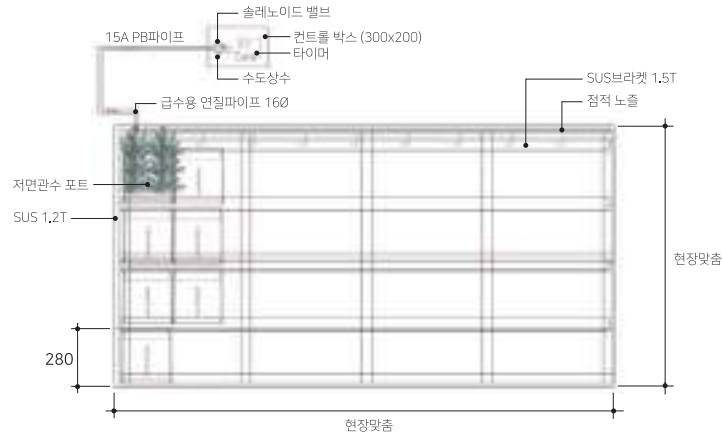 솔레노이드 밸브
15A PB파이프
컨트롤 박스 (300x200)
타이머
수도상수
SUS브라켓 1.5T
급수용 연질파이프 16Ø
점적 노즐
저면관수 포트
SUS 1.2T
현장맞춤
280
현장맞춤